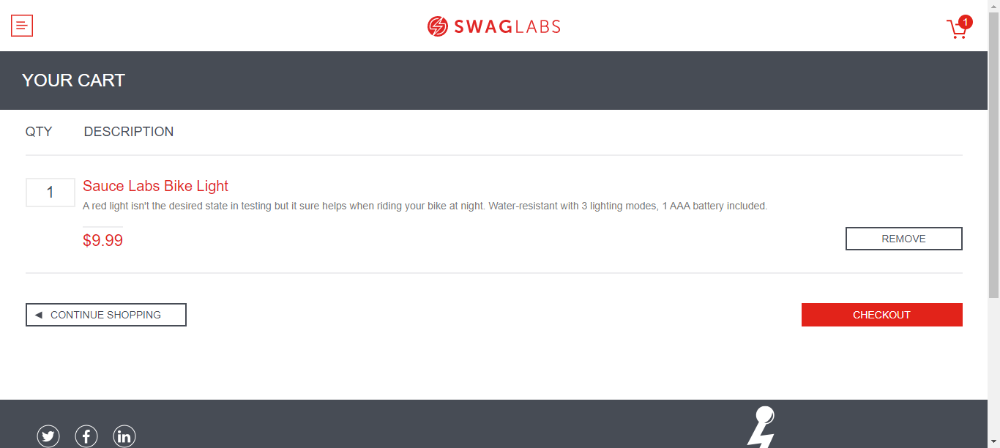 SWAGLABS
1
YOUR CART
QTY DESCRIPTION
1
Sauce Labs Bike Light
A red light isn't the desired state in testing but it sure helps when riding your bike at night. Water-resistant with 3 lighting modes, 1 AAA battery included.
$9.99
REMOVE
CONTINUE SHOPPING
CHECKOUT